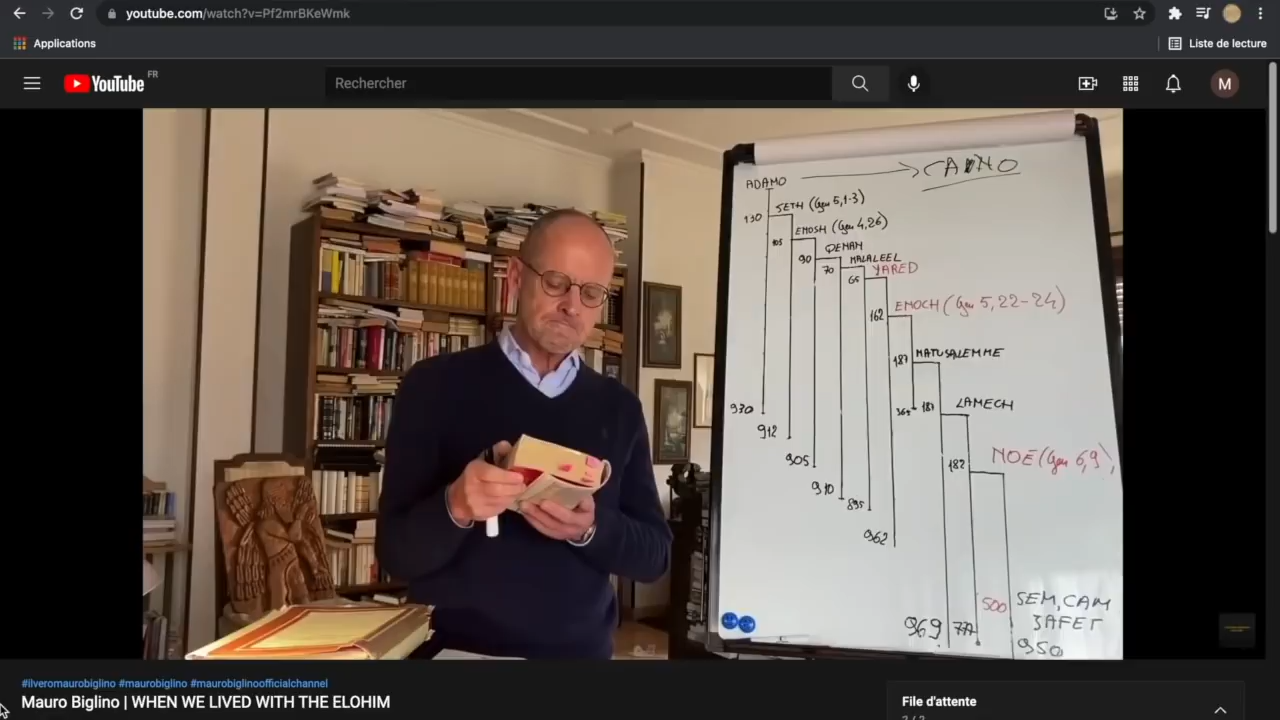 youtube.com/watch?v=Pf2mrBKeWmk
Applications
Liste de lecture
YouTube FR
Rechercher
M
ADAMO
CAINO
130
SETH (Gen 5,1-3)
105
ENOSH (Gen 4,26)
90
QENAN
70
MALALEEL
65
YARED
162
ENOCH (Gen 5,22-24)
187
MATUSALEMME
365
187
LAMECH
182
NOE (Gen 6,9),
930
912
905
910
895
962
969
777
500
SEM, CAM
JAFET
950
#ilveromaurobiglino #maurobiglino #maurobiglinoofficialchannel
Mauro Biglino | WHEN WE LIVED WITH THE ELOHIM
File d'attente
2 / 2